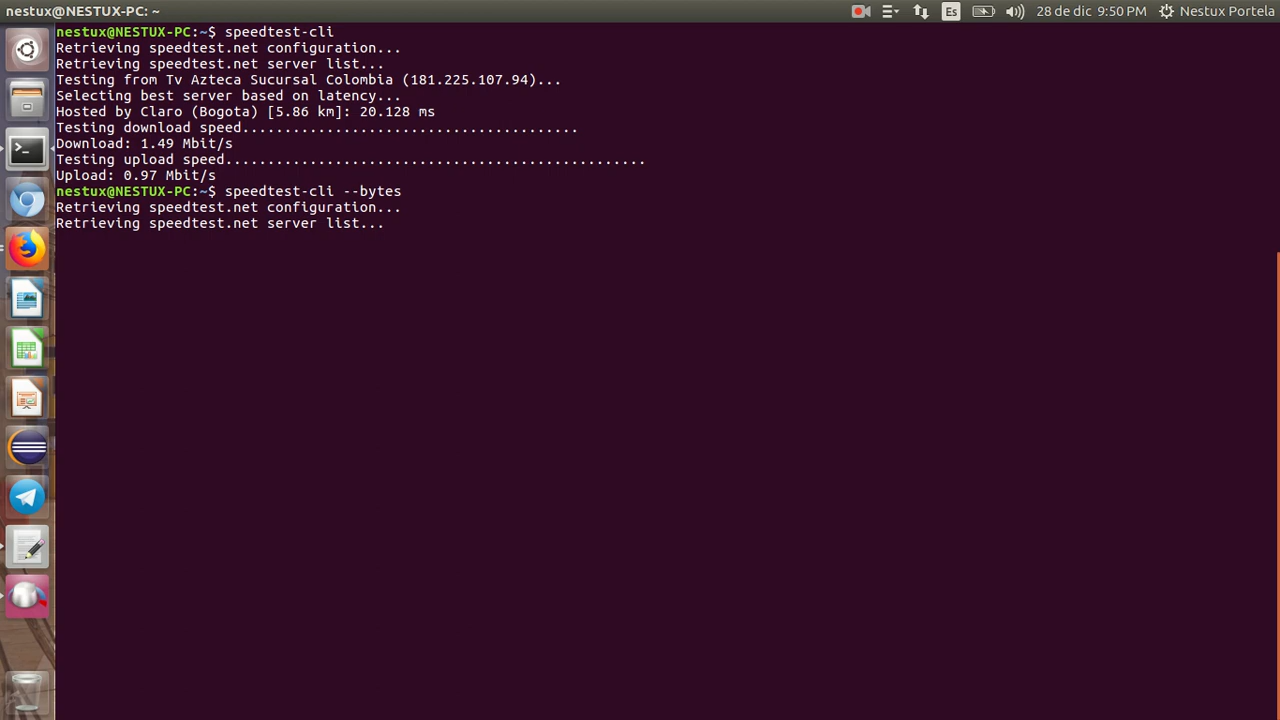 nestux@NESTUX-PC: ~
Es
28 de dic 9:50 PM
Nestux Portela
nestux@NESTUX-PC:~$ speedtest-cli
Retrieving speedtest.net configuration...
Retrieving speedtest.net server list...
Testing from Tv Azteca Sucursal Colombia (181.225.107.94)...
Selecting best server based on latency...
Hosted by Claro (Bogota) [5.86 km]: 20.128 ms
Testing download speed........................................
Download: 1.49 Mbit/s
Testing upload speed..................................................
Upload: 0.97 Mbit/s
nestux@NESTUX-PC:~$ speedtest-cli --bytes
Retrieving speedtest.net configuration...
Retrieving speedtest.net server list...